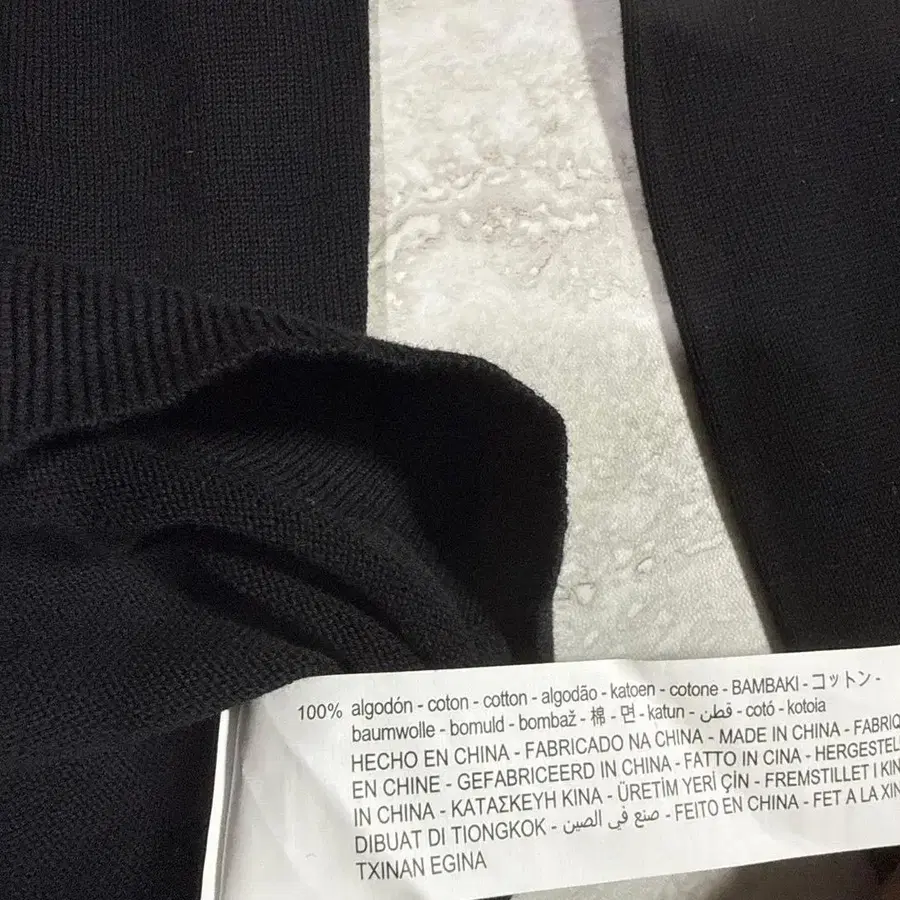 100% algodón - coton - cotton - algodão - katoen - cotone - BAMBAKI - コットン -
baumwolle - bomuld - bombaž - 棉 - 면 - katun - قطن - cotó - kotoia
HECHO EN CHINA - FABRICADO NA CHINA - MADE IN CHINA - FABRIQ
EN CHINE - GEFABRICEERD IN CHINA - FATTO IN CINA - HERGESTEL
IN CHINA - ΚΑΤΑΣΚΕΥΗ ΚΙΝΑ - ÜRETİM YERİ ÇİN - FREMSTILLET I KIN
DIBUAT DI TIONGKOK - صنع في الصين - FEITO EN CHINA - FET A LA XIN
TXINAN EGINA